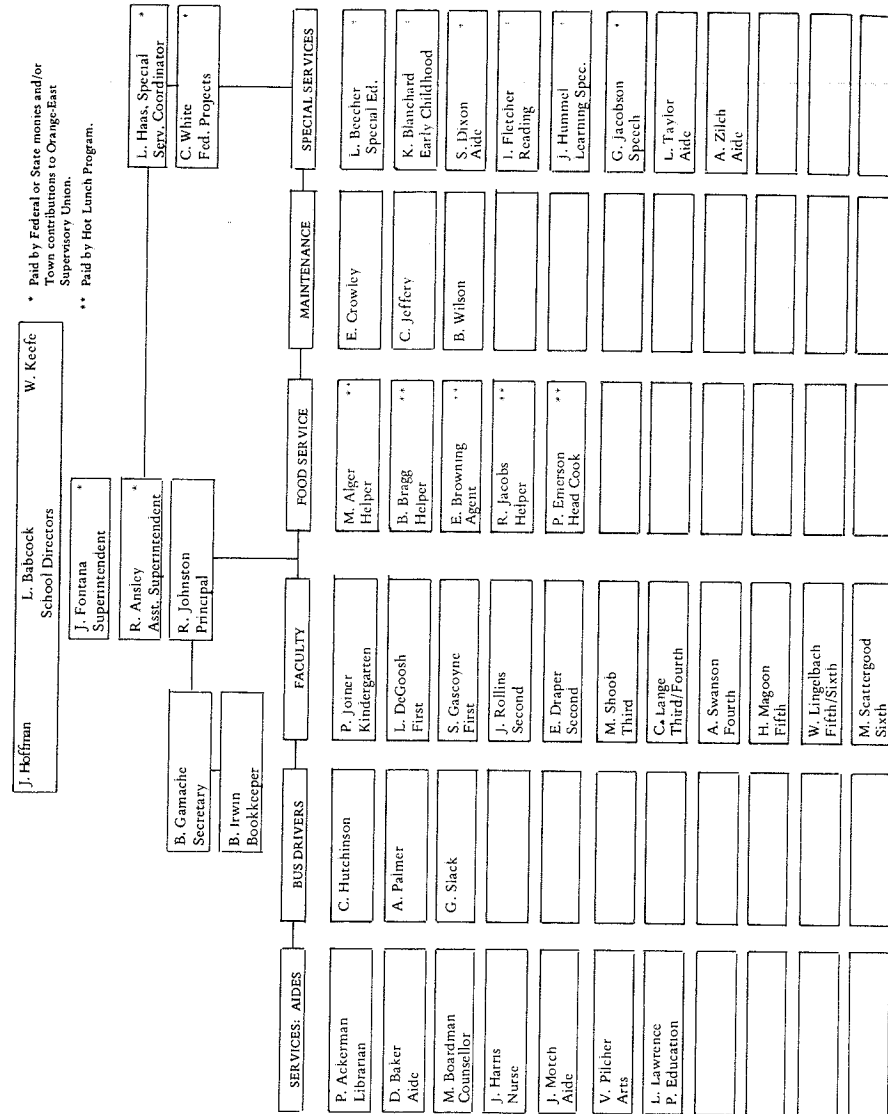 J. Hoffman L. Babcock W. Keefe
School Directors
* Paid by Federal or State monies and/or
Town contributions to Orange-East
Supervisory Union.
** Paid by Hot Lunch Program.
J. Fontana *
Superintendent
R. Ansley *
Asst. Superintendent
L. Haas, Special *
Serv. Coordinator
R. Johnston
Principal
C. White *
Fed. Projects
B. Gamache
Secretary
B. Irwin
Bookkeeper
SERVICES: AIDES
P. Ackerman
Librarian
D. Baker
Aide
M. Boardman
Counsellor
J. Harris
Nurse
J. Motch
Aide
V. Pilcher
Arts
L. Lawrence
P. Education
BUS DRIVERS
C. Hutchinson
A. Palmer
G. Slack
FACULTY
P. Joiner
Kindergarten
L. DeGoosh
First
S. Gascoyne
First
J. Rollins
Second
E. Draper
Second
M. Shoob
Third
C. Lange
Third/Fourth
A. Swanson
Fourth
H. Magoon
Fifth
W. Lingelbach
Fifth/Sixth
M. Scattergood
Sixth
FOOD SERVICE
M. Alger **
Helper
B. Bragg **
Helper
E. Browning **
Agent
R. Jacobs **
Helper
P. Emerson **
Head Cook
MAINTENANCE
E. Crowley
C. Jeffery
B. Wilson
SPECIAL SERVICES
L. Beecher *
Special Ed.
K. Blanchard *
Early Childhood
S. Dixon *
Aide
I. Fletcher *
Reading
J. Hummel *
Learning Spec.
G. Jacobson *
Speech
L. Taylor
Aide
A. Zilch
Aide